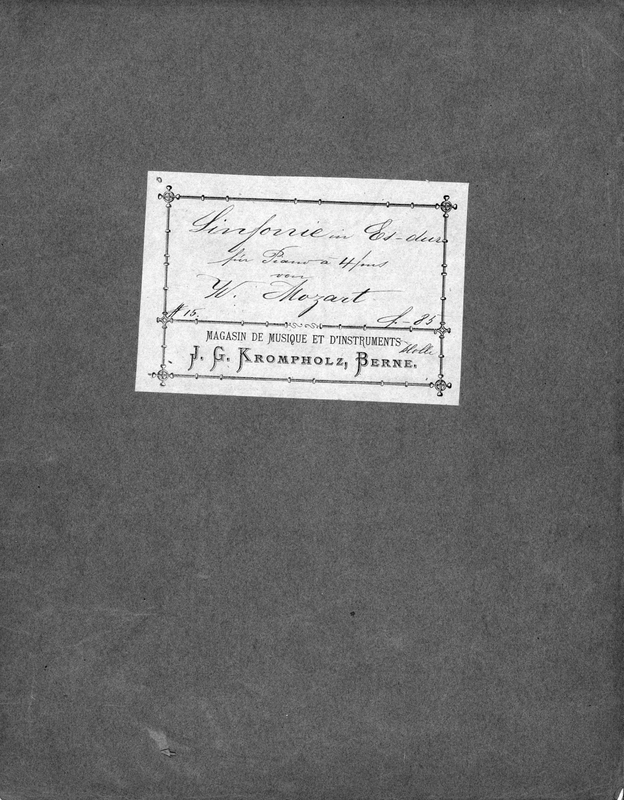 Sinfonie in Es-dur
für Piano à 4/ms
von
W. Mozart
№ 15. f. - 85
MAGASIN DE MUSIQUE ET D'INSTRUMENTS
Holle
J. G. KROMPHOLZ, BERNE.